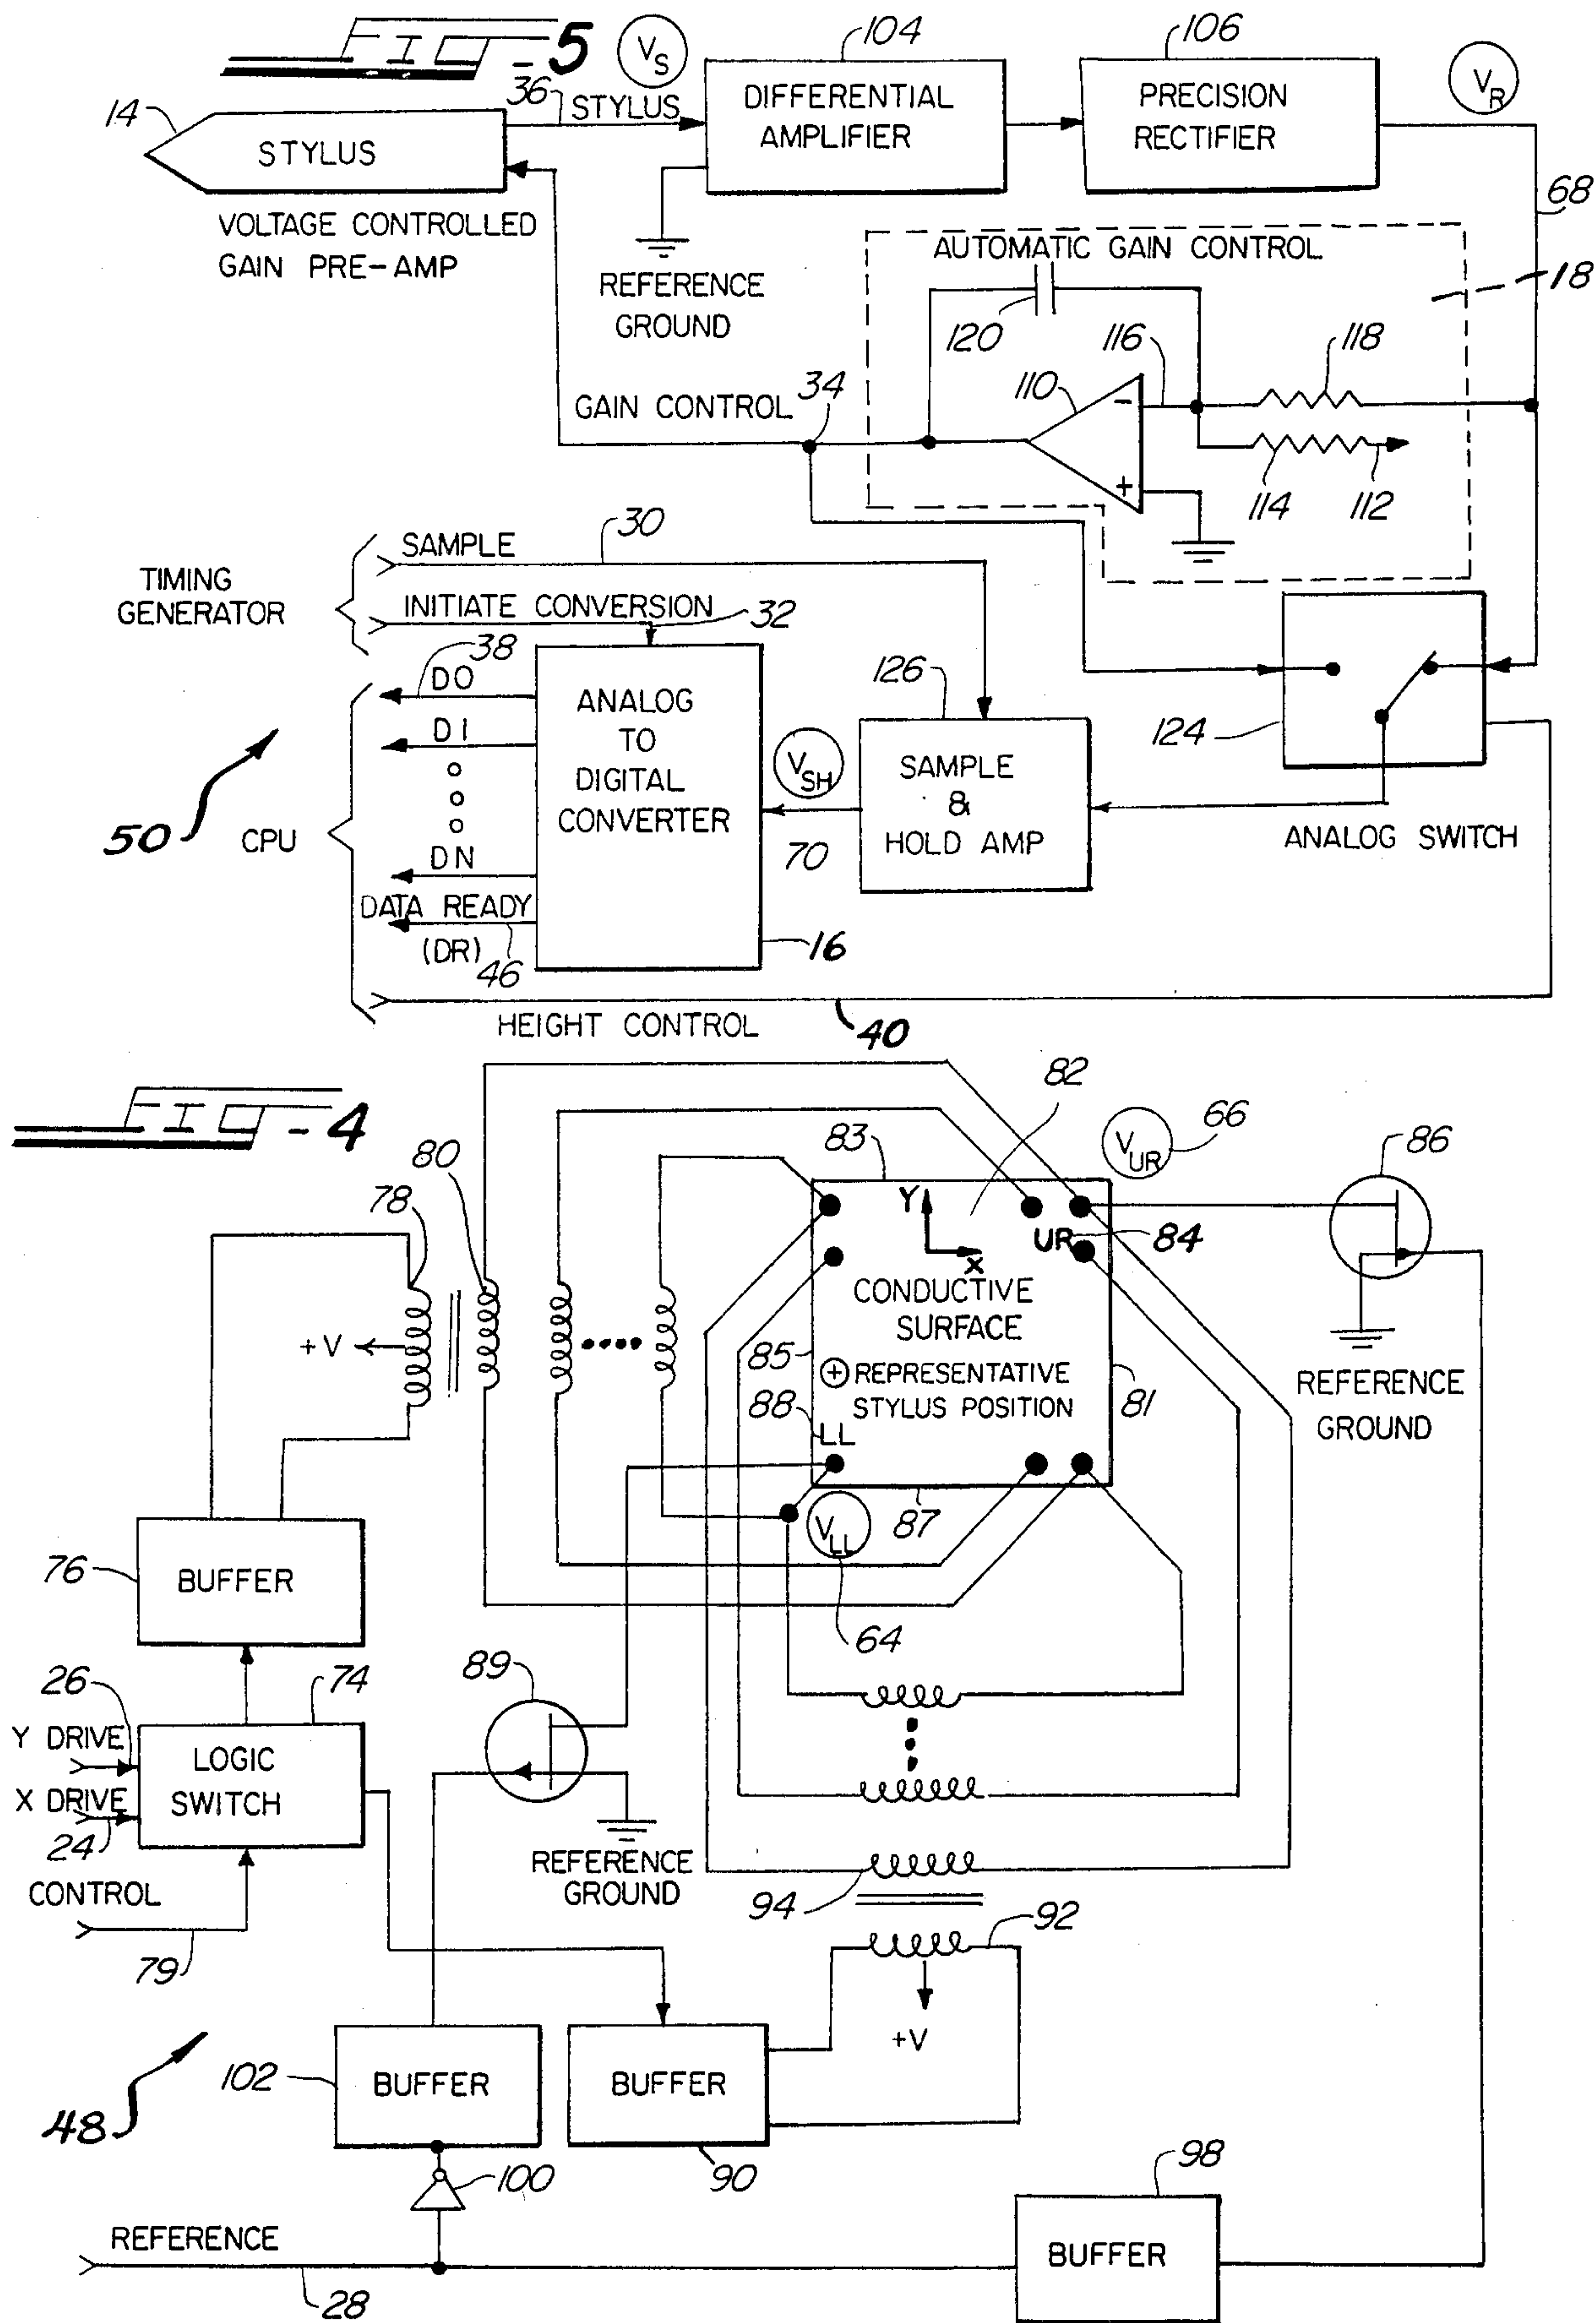 FIG-5
VS
104
106
VR
14
36
STYLUS
STYLUS
DIFFERENTIAL
AMPLIFIER
PRECISION
RECTIFIER
68
VOLTAGE CONTROLLED
GAIN PRE-AMP
REFERENCE
GROUND
AUTOMATIC GAIN CONTROL
18
120
116
118
110
-
+
114
112
34
GAIN CONTROL
TIMING
GENERATOR
SAMPLE
30
INITIATE CONVERSION
32
38
DO
D1
DN
DATA READY
(DR)
46
50
CPU
ANALOG
TO
DIGITAL
CONVERTER
16
VSH
70
126
SAMPLE
&
HOLD AMP
124
ANALOG SWITCH
HEIGHT CONTROL
40
FIG-4
82
83
VUR
66
86
80
78
+V
Y
X
UR
84
CONDUCTIVE
SURFACE
85
+ REPRESENTATIVE
STYLUS POSITION
81
88
LL
87
VLL
64
REFERENCE
GROUND
76
BUFFER
26
74
Y DRIVE
X DRIVE
24
LOGIC
SWITCH
CONTROL
79
89
REFERENCE
GROUND
94
92
+V
102
BUFFER
BUFFER
90
48
100
98
REFERENCE
28
BUFFER